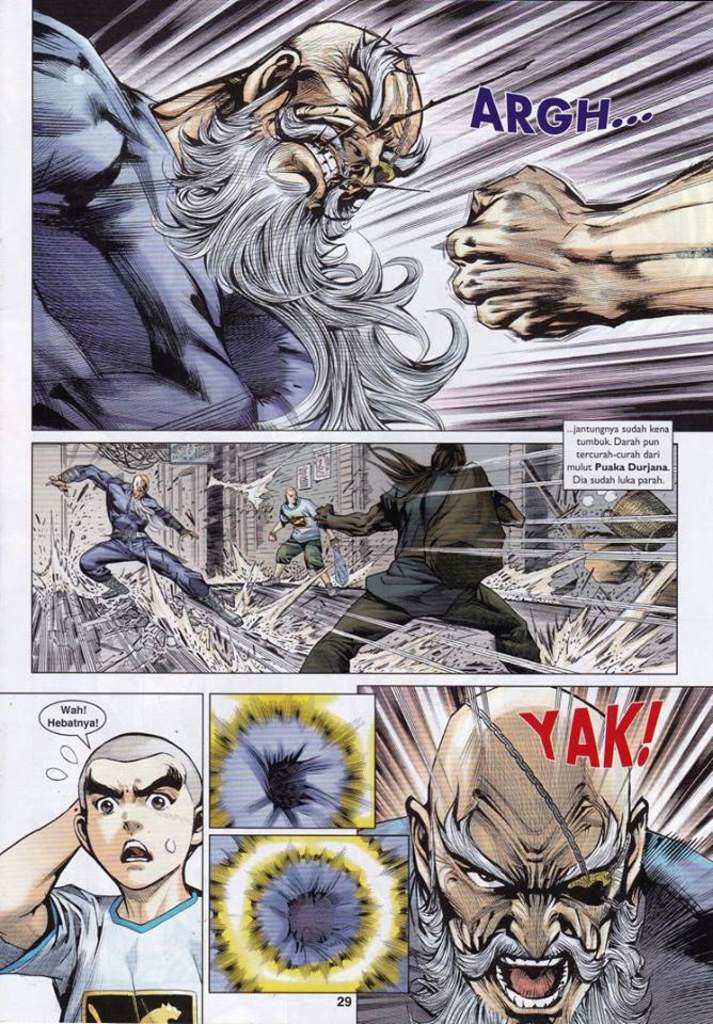 ARGH...
...jantungnya sudah kena
tumbuk. Darah pun
tercurah-curah dari
mulut Puaka Durjana.
Dia sudah luka parah.
Wah!
Hebatnya!
YAK!
29